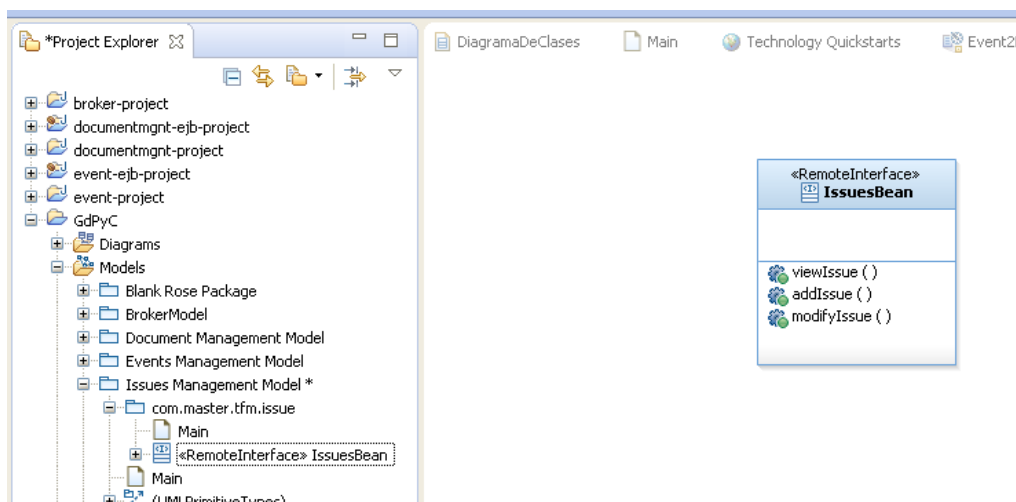 *Project Explorer
DiagramaDeClases
Main
Technology Quickstarts
broker-project
documentmgnt-ejb-project
documentmgnt-project
event-ejb-project
event-project
GdPyC
Diagrams
Models
Blank Rose Package
BrokerModel
Document Management Model
Events Management Model
Issues Management Model *
com.master.tfm.issue
Main
«RemoteInterface» IssuesBean
Main
«RemoteInterface»
IssuesBean
viewIssue ( )
addIssue ( )
modifyIssue ( )